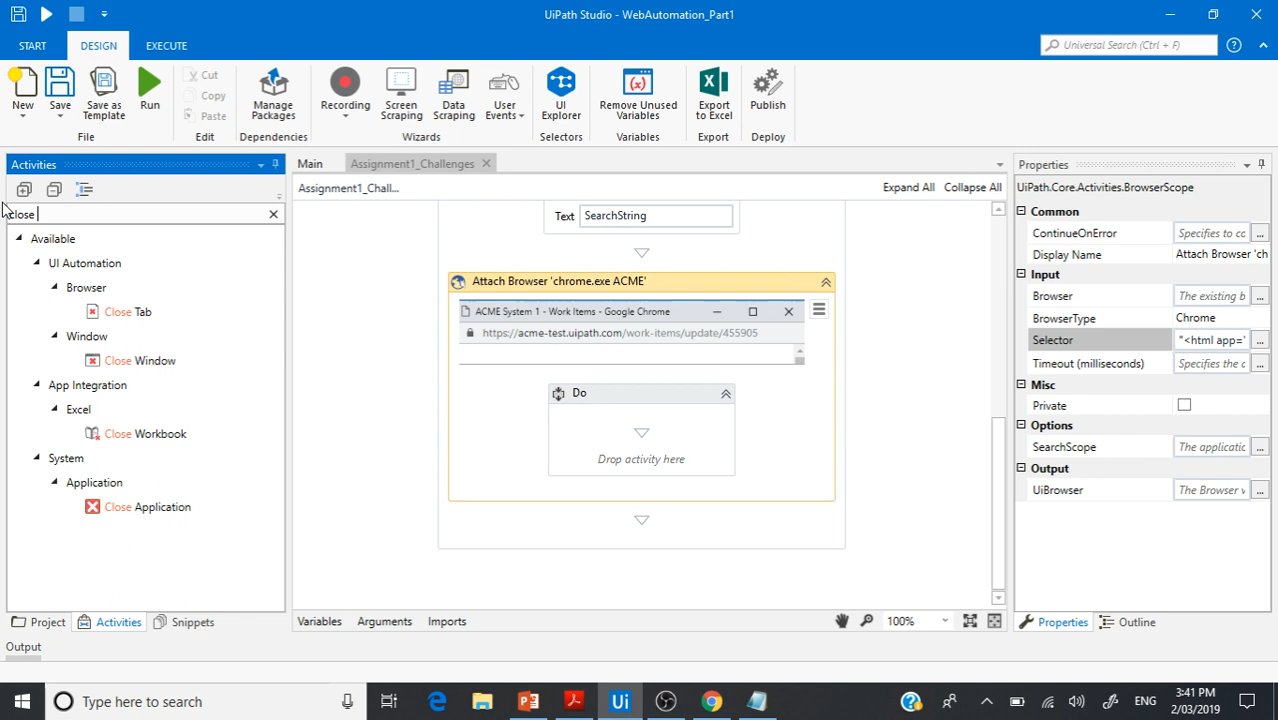 UiPath Studio - WebAutomation_Part1
START DESIGN EXECUTE
Universal Search (Ctrl + F)
New Save Save as Template Run
Cut
Copy
Paste
Manage Packages Recording Screen Scraping Data Scraping User Events UI Explorer Remove Unused Variables Export to Excel Publish
File Edit Dependencies Wizards Selectors Variables Export Deploy
Activities
close
Available
UI Automation
Browser
Close Tab
Window
Close Window
App Integration
Excel
Close Workbook
System
Application
Close Application
Project Activities Snippets
Output
Main Assignment1_Challenges
Assignment1_Chall... Expand All Collapse All
Text SearchString
Attach Browser 'chrome.exe ACME'
ACME System 1 - Work Items - Google Chrome
https://acme-test.uipath.com/work-items/update/455905
Do
Drop activity here
Variables Arguments Imports 100%
Properties
UiPath.Core.Activities.BrowserScope
Common
ContinueOnError Specifies to cc ...
Display Name Attach Browser 'ch
Input
Browser The existing b ...
BrowserType Chrome
Selector "<html app=' ...
Timeout (milliseconds) Specifies the c ...
Misc
Private
Options
SearchScope The applicatic ...
Output
UiBrowser The Browser v ...
Properties Outline
Type here to search
ENG
3:41 PM
2/03/2019